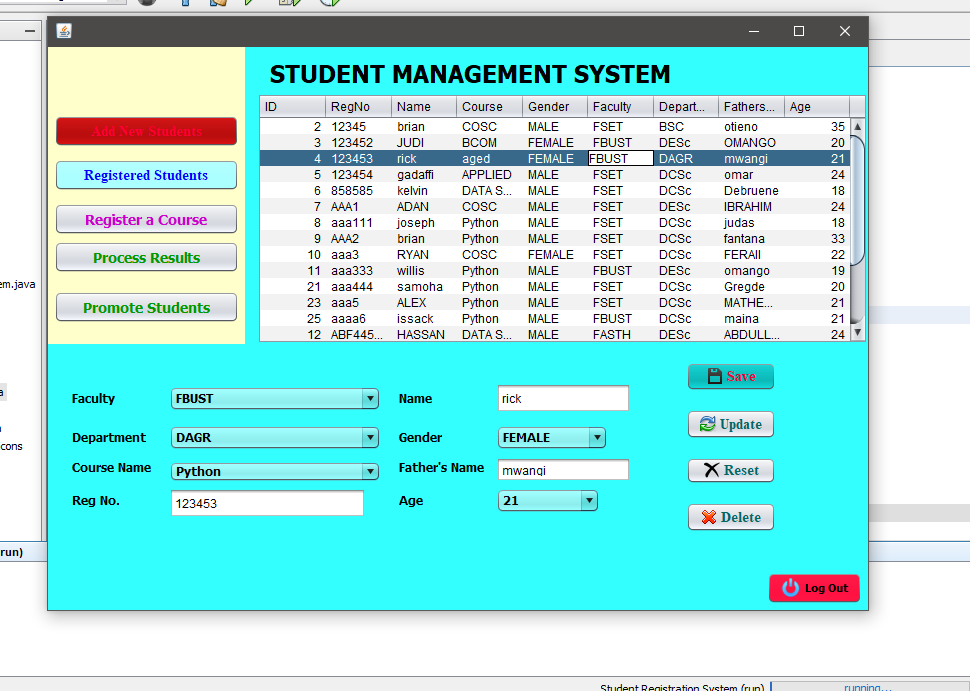 STUDENT MANAGEMENT SYSTEM
Add New Students
Registered Students
Register a Course
Process Results
Promote Students
ID RegNo Name Course Gender Faculty Depart... Fathers... Age
2 12345 brian COSC MALE FSET BSC otieno 35
3 123452 JUDI BCOM FEMALE FBUST DESc OMANGO 20
4 123453 rick aged FEMALE FBUST DAGR mwangi 21
5 123454 gadaffi APPLIED MALE FSET DCSc omar 24
6 858585 kelvin DATA S... MALE FSET DCSc Debruene 18
7 AAA1 ADAN COSC MALE FSET DESc IBRAHIM 24
8 aaa111 joseph Python MALE FSET DCSc judas 18
9 AAA2 brian Python MALE FSET DCSc fantana 33
10 aaa3 RYAN COSC FEMALE FSET DCSc FERAII 22
11 aaa333 willis Python MALE FBUST DESc omango 19
21 aaa444 samoha Python MALE FSET DCSc Gregde 20
23 aaa5 ALEX Python MALE FSET DCSc MATHE... 21
25 aaaa6 issack Python MALE FBUST DCSc maina 21
12 ABF445... HASSAN DATA S... MALE FASTH DESc ABDULL... 24
Faculty FBUST Name rick
Department DAGR Gender FEMALE
Course Name Python Father's Name mwanqi
Reg No. 123453 Age 21
Save
Update
Reset
Delete
Log Out
em.java
a
cons
run)
Student Registration System (run) running...